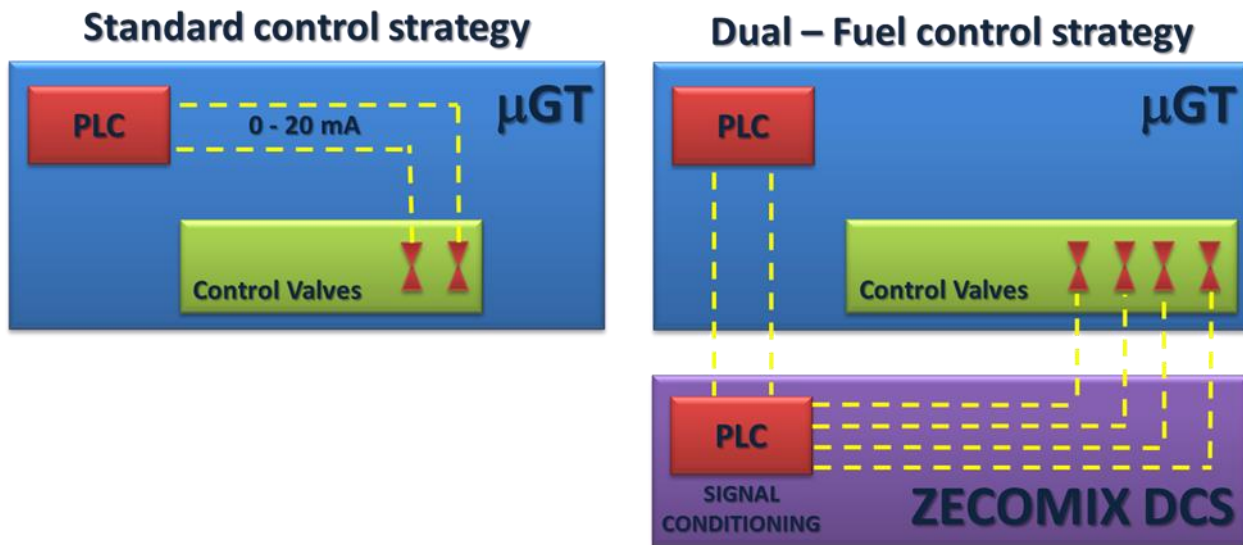 Standard control strategy
PLC
0 - 20 mA
μGT
Control Valves
Dual – Fuel control strategy
PLC
μGT
Control Valves
PLC
SIGNAL
CONDITIONING
ZECOMIX DCS